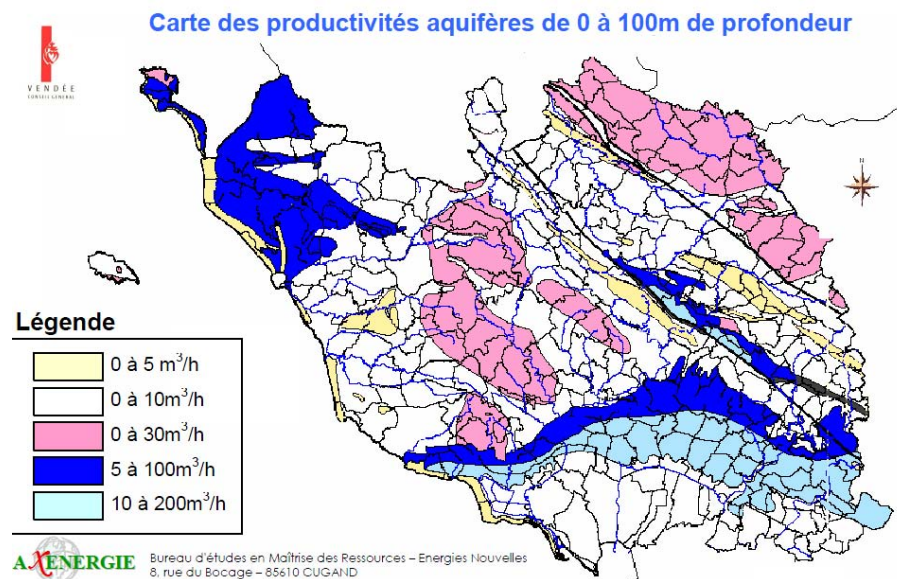 Carte des productivités aquifères de 0 à 100m de profondeur
VENDÉE
CONSEIL GENERAL
N
Légende
0 à 5 m³/h
0 à 10m³/h
0 à 30m³/h
5 à 100m³/h
10 à 200m³/h
AXENERGIE
Bureau d'études en Maîtrise des Ressources – Energies Nouvelles
8, rue du Bocage – 85610 CUGAND